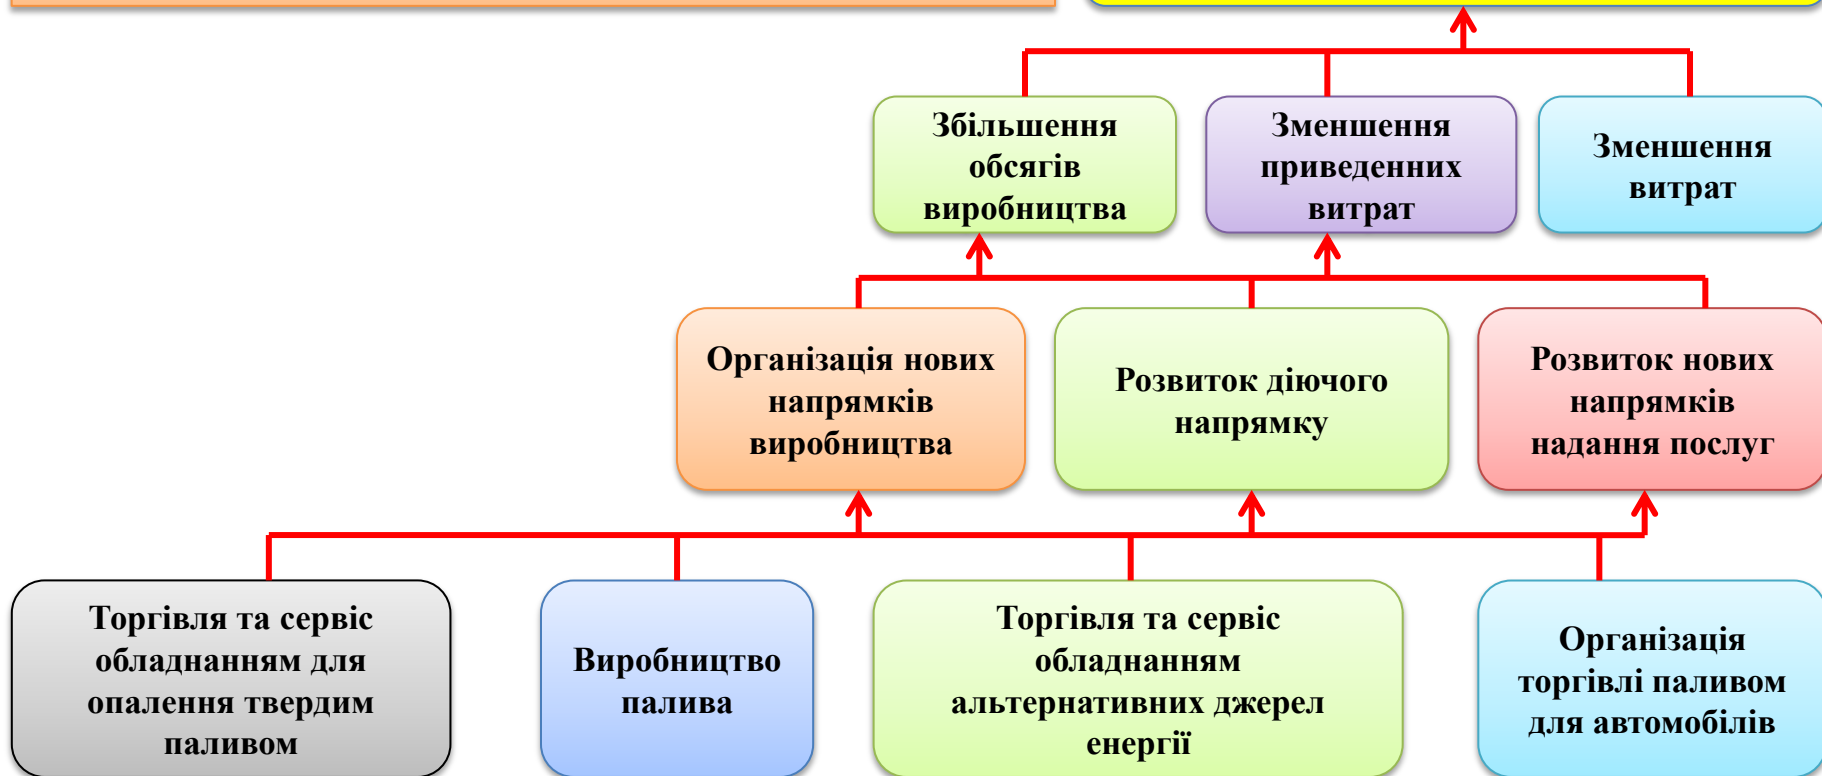 Збільшення
обсягів
виробництва
Зменшення
приведенних
витрат
Зменшення
витрат
Організація нових
напрямків
виробництва
Розвиток діючого
напрямку
Розвиток нових
напрямків
надання послуг
Торгівля та сервіс
обладнанням для
опалення твердим
паливом
Виробництво
палива
Торгівля та сервіс
обладнанням
альтернативних джерел
енергії
Організація
торгівлі паливом
для автомобілів